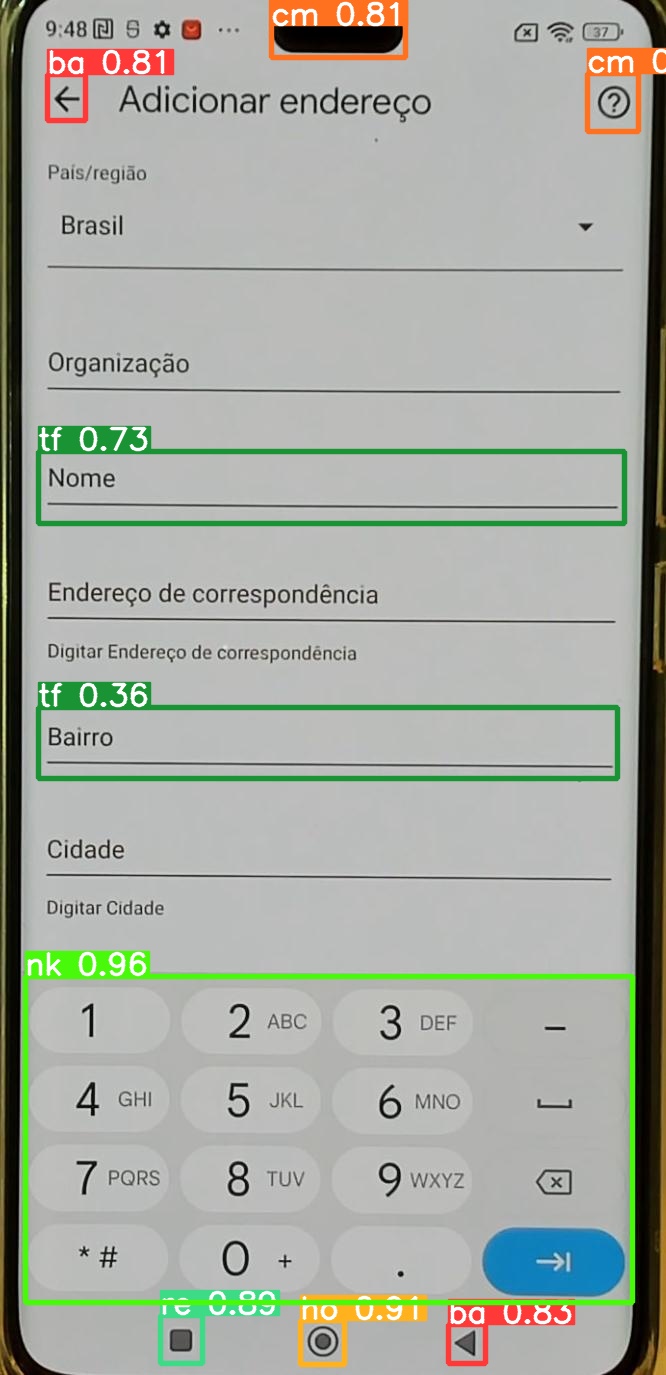 cm 0.81
9:48 ... 37
ba 0.81
cm 0
Adicionar endereço
País/região
Brasil
Organização
tf 0.73
Nome
Endereço de correspondência
Digitar Endereço de correspondência
tf 0.36
Bairro
Cidade
Digitar Cidade
nk 0.96
1 2 ABC 3 DEF –
4 GHI 5 JKL 6 MNO
7 PQRS 8 TUV 9 WXYZ
* # 0 + .
re 0.89 ho 0.91 ba 0.83